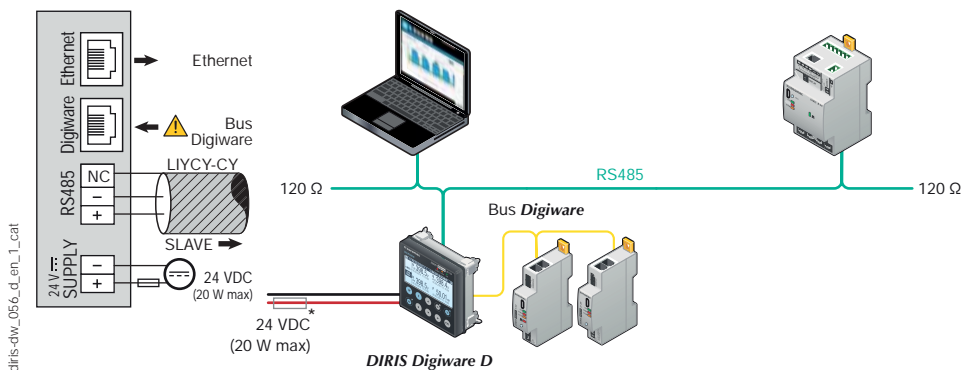 Ethernet
Ethernet
Digiware
Bus
Digiware
LIYCY-CY
RS485
NC
–
+
SLAVE
24 V
SUPPLY
–
+
24 VDC
(20 W max)
diris-dw_056_d_en_1_cat
120 Ω
RS485
120 Ω
Bus Digiware
24 VDC*
(20 W max)
DIRIS Digiware D